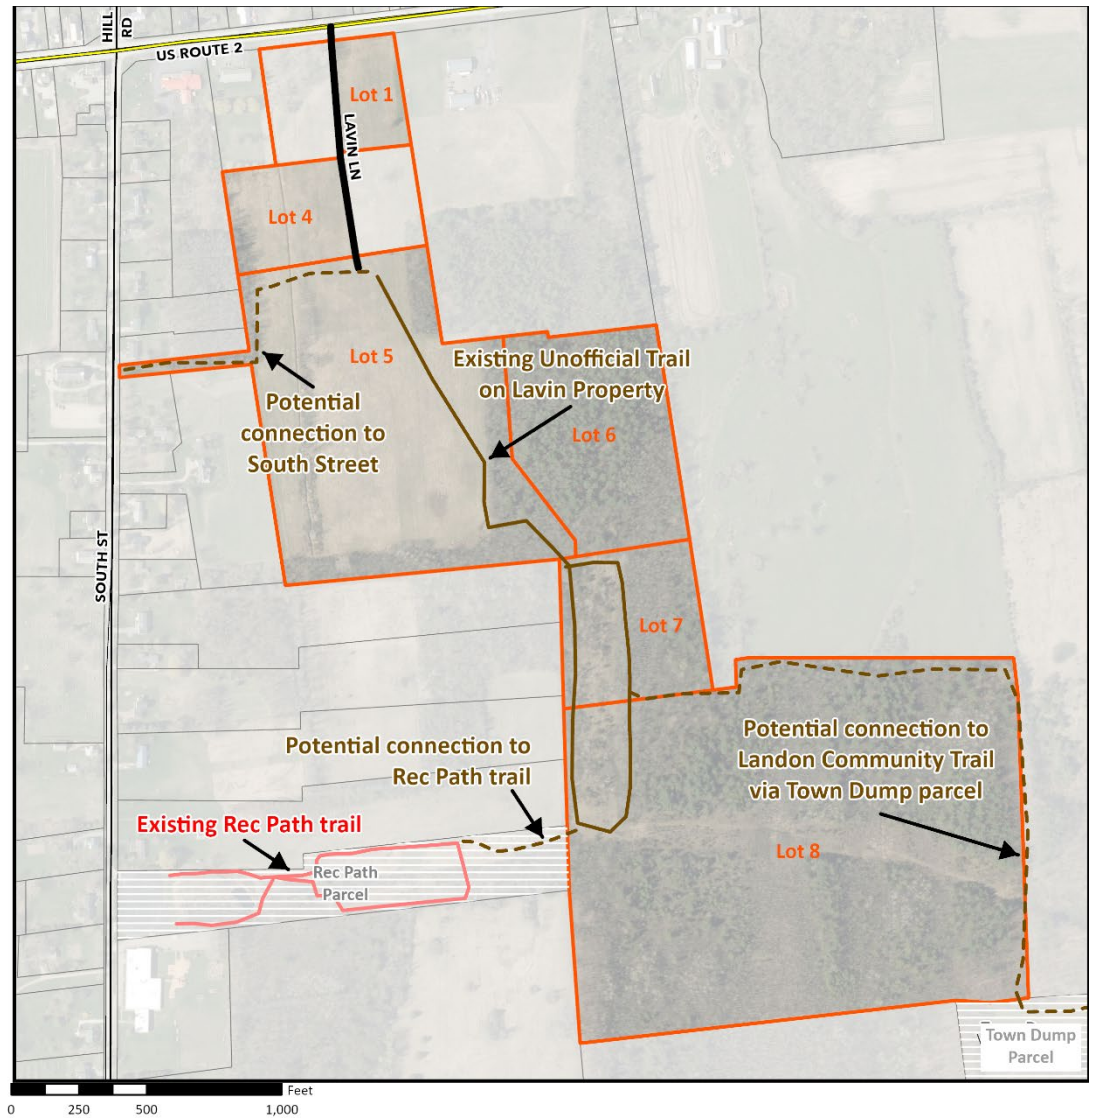 HILL
RD
US ROUTE 2
Lot 1
LAVIN LN
Lot 4
Lot 5
Existing Unofficial Trail
on Lavin Property
Potential
connection to
South Street
Lot 6
SOUTH ST
Lot 7
Potential connection to
Rec Path trail
Potential connection to
Landon Community Trail
via Town Dump parcel
Existing Rec Path trail
Lot 8
Rec Path
Parcel
Town Dump
Parcel
Feet
0 250 500 1,000